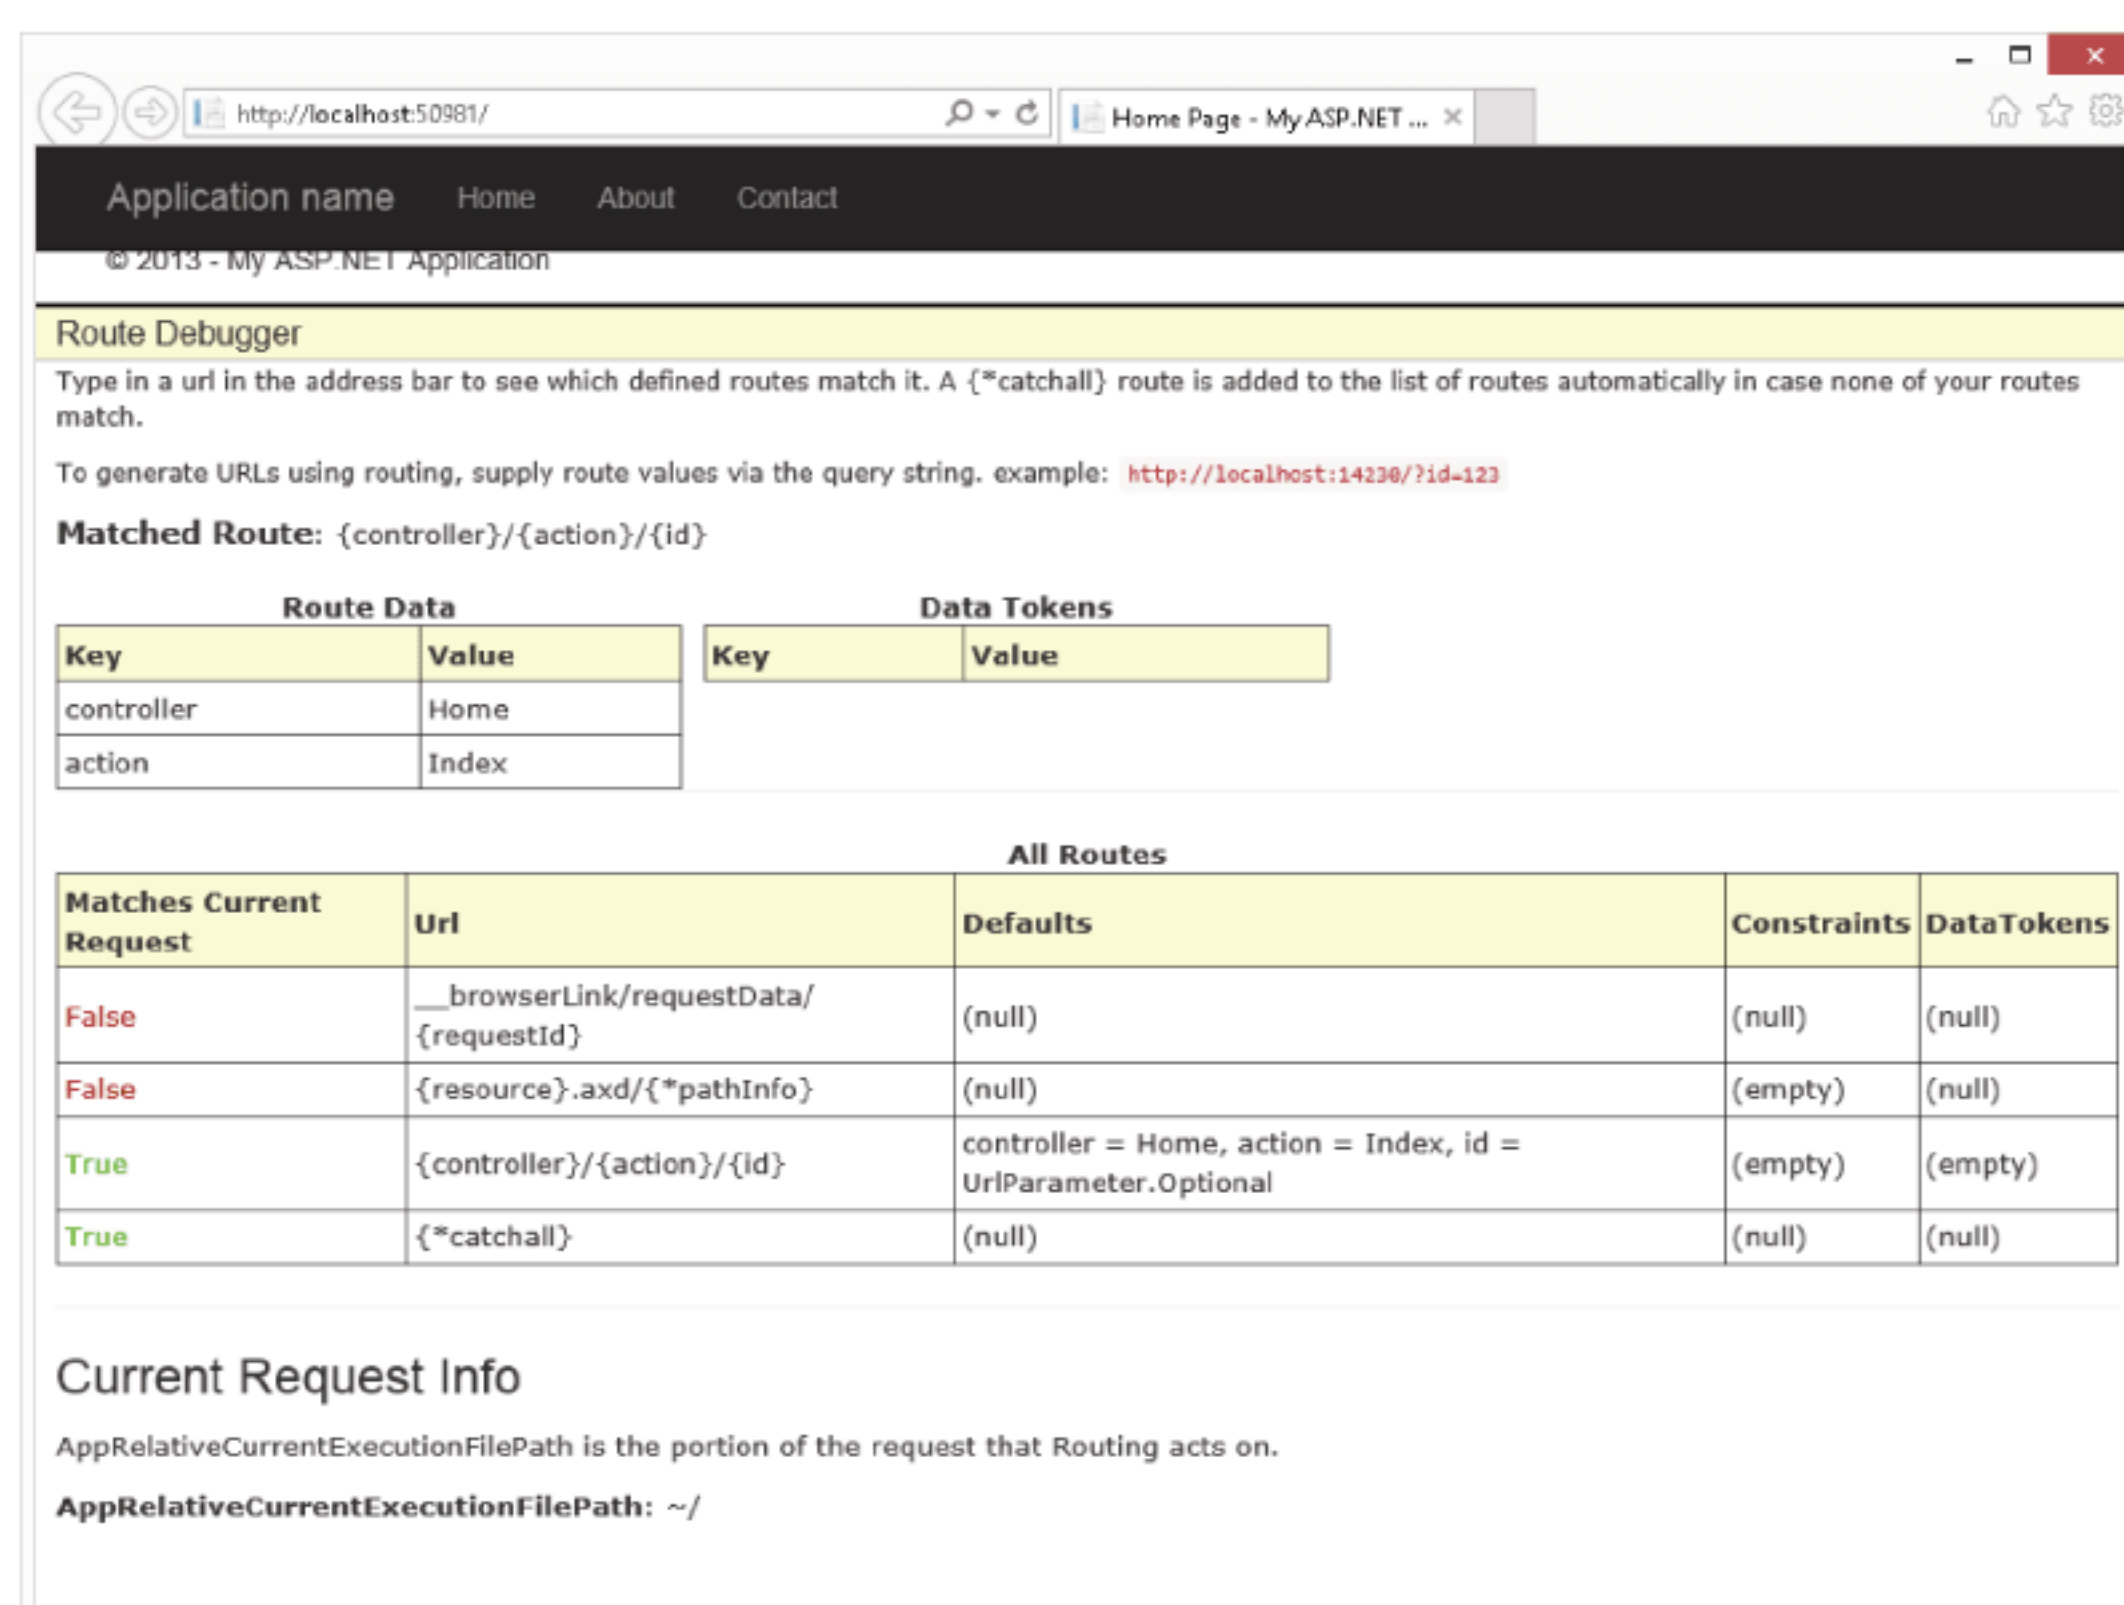 http://localhost:50981/
Home Page - My ASP.NET ...
Application name Home About Contact
© 2013 - My ASP.NET Application
Route Debugger
Type in a url in the address bar to see which defined routes match it. A {*catchall} route is added to the list of routes automatically in case none of your routes
match.
To generate URLs using routing, supply route values via the query string. example: http://localhost:14230/?id=123
Matched Route: {controller}/{action}/{id}
Route Data
Key Value
controller Home
action Index
Data Tokens
Key Value
All Routes
Matches Current
Request
Url Defaults Constraints DataTokens
False
__browserLink/requestData/
{requestId}
(null) (null) (null)
False {resource}.axd/{*pathInfo} (null) (empty) (null)
True {controller}/{action}/{id}
controller = Home, action = Index, id =
UrlParameter.Optional
(empty) (empty)
True {*catchall} (null) (null) (null)
Current Request Info
AppRelativeCurrentExecutionFilePath is the portion of the request that Routing acts on.
AppRelativeCurrentExecutionFilePath: ~/